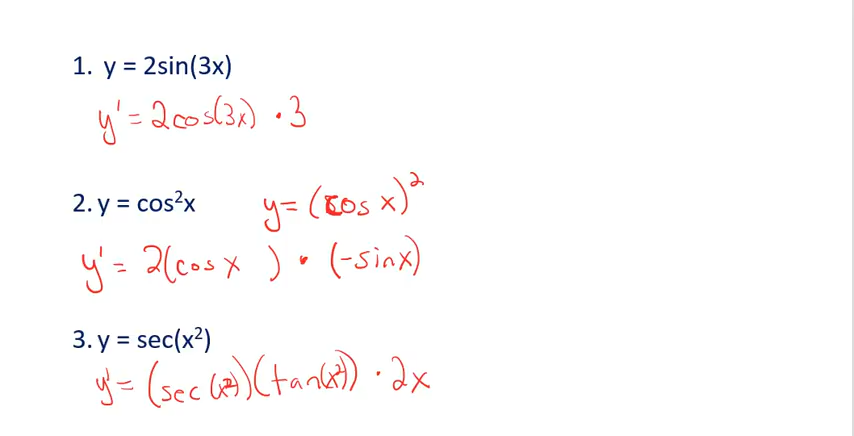 1. y = 2sin(3x)
y' = 2cos(3x) · 3
2. y = cos²x y = (cos x)²
y' = 2(cos x ) · (-sin x)
3. y = sec(x²)
y' = (sec(x²))(tan(x²)) · 2x